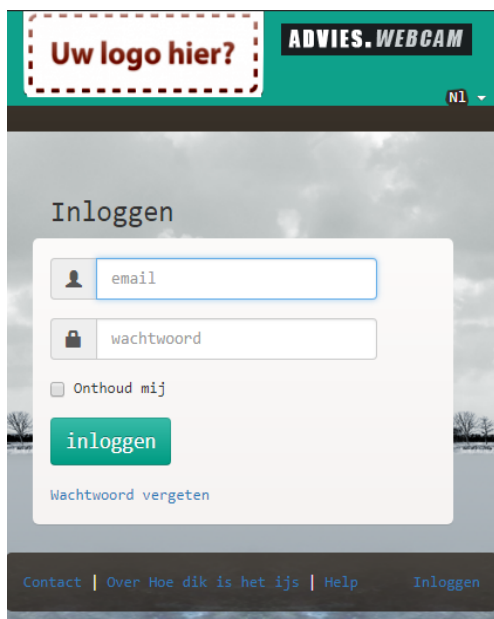 Uw logo hier?
ADVIES.WEBCAM
Nl
Inloggen
email
wachtwoord
Onthoud mij
inloggen
Wachtwoord vergeten
Contact | Over Hoe dik is het ijs | Help Inloggen